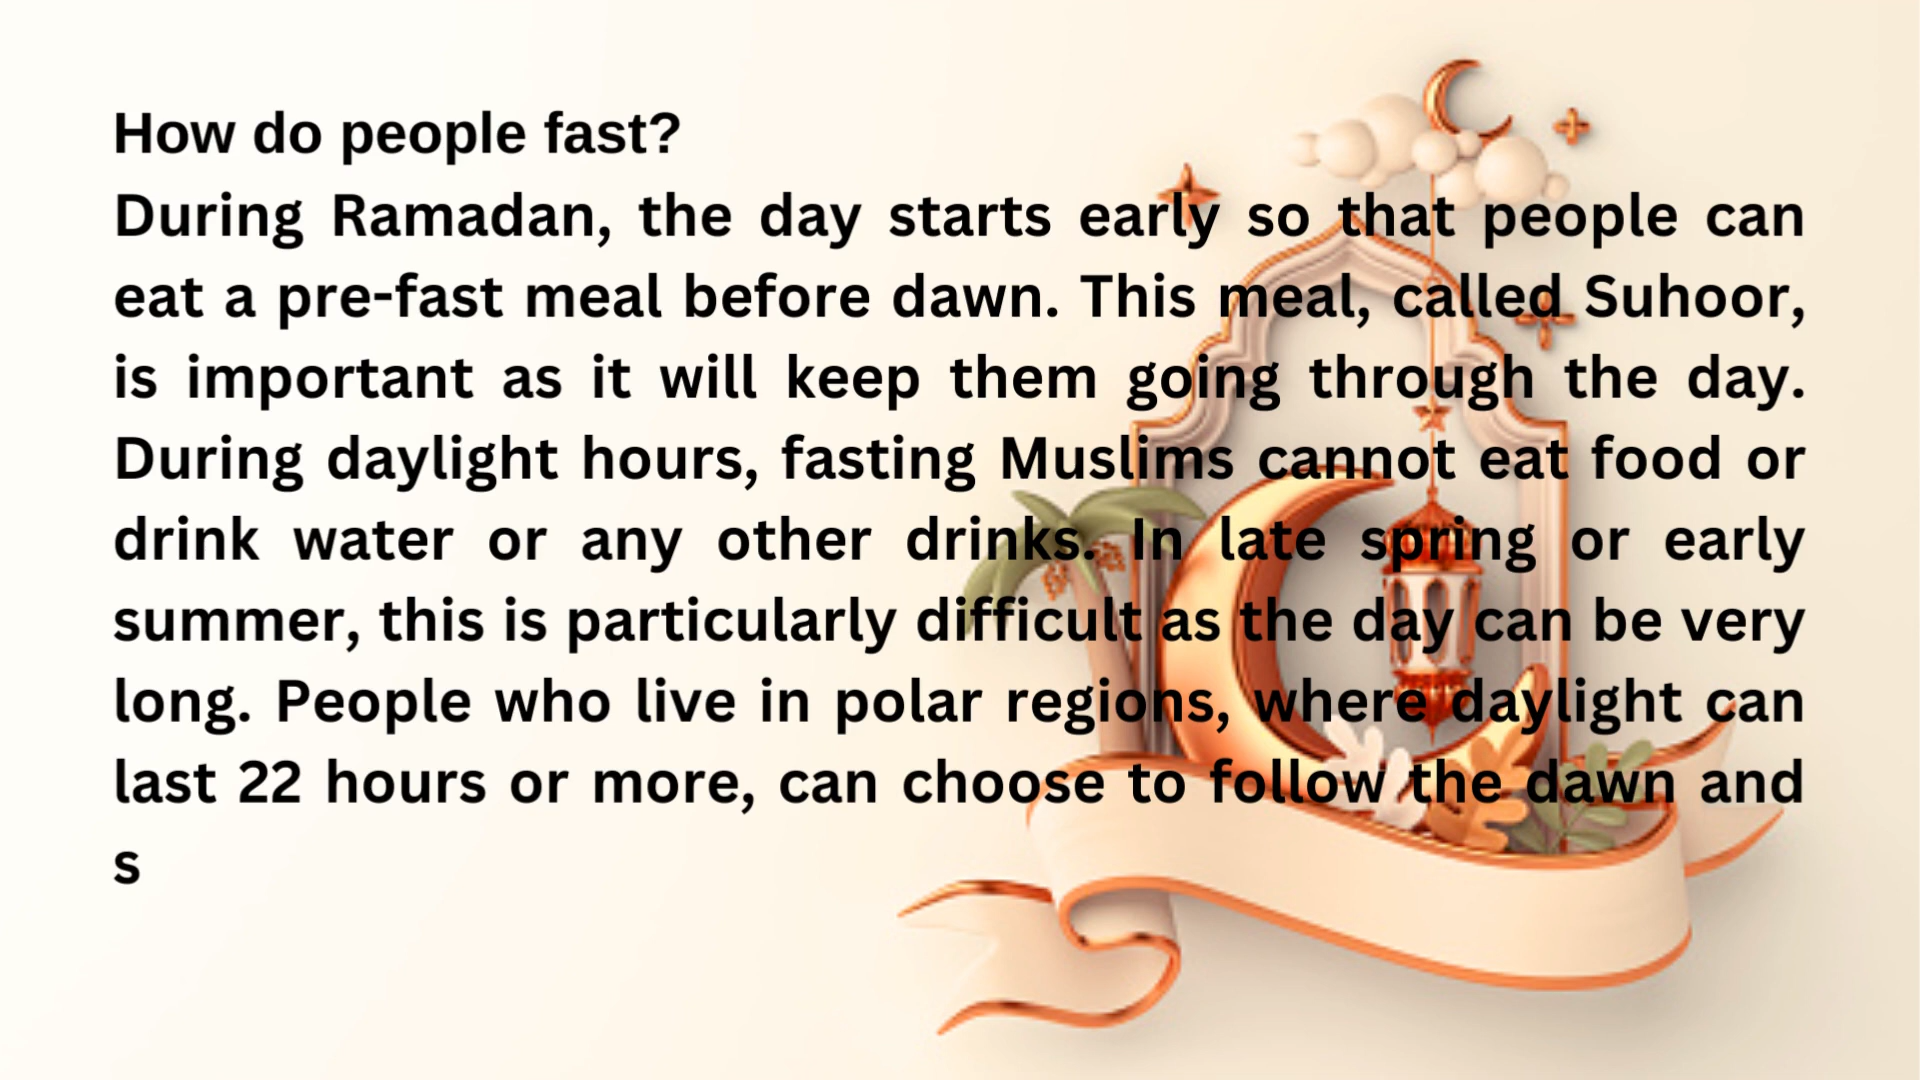 How do people fast?
During Ramadan, the day starts early so that people can
eat a pre-fast meal before dawn. This meal, called Suhoor,
is important as it will keep them going through the day.
During daylight hours, fasting Muslims cannot eat food or
drink water or any other drinks. In late spring or early
summer, this is particularly difficult as the day can be very
long. People who live in polar regions, where daylight can
last 22 hours or more, can choose to follow the dawn and
s